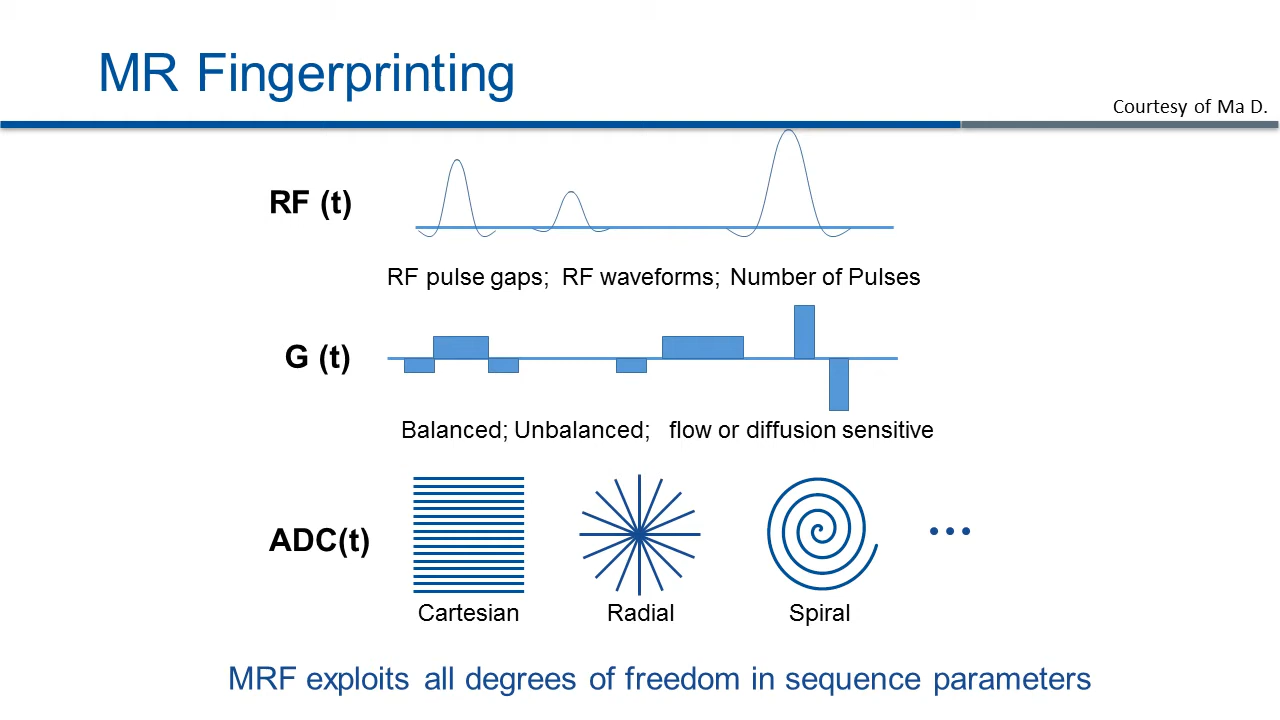 MR Fingerprinting
Courtesy of Ma D.
RF (t)
RF pulse gaps; RF waveforms; Number of Pulses
G (t)
Balanced; Unbalanced; flow or diffusion sensitive
ADC(t)
Cartesian
Radial
Spiral
MRF exploits all degrees of freedom in sequence parameters